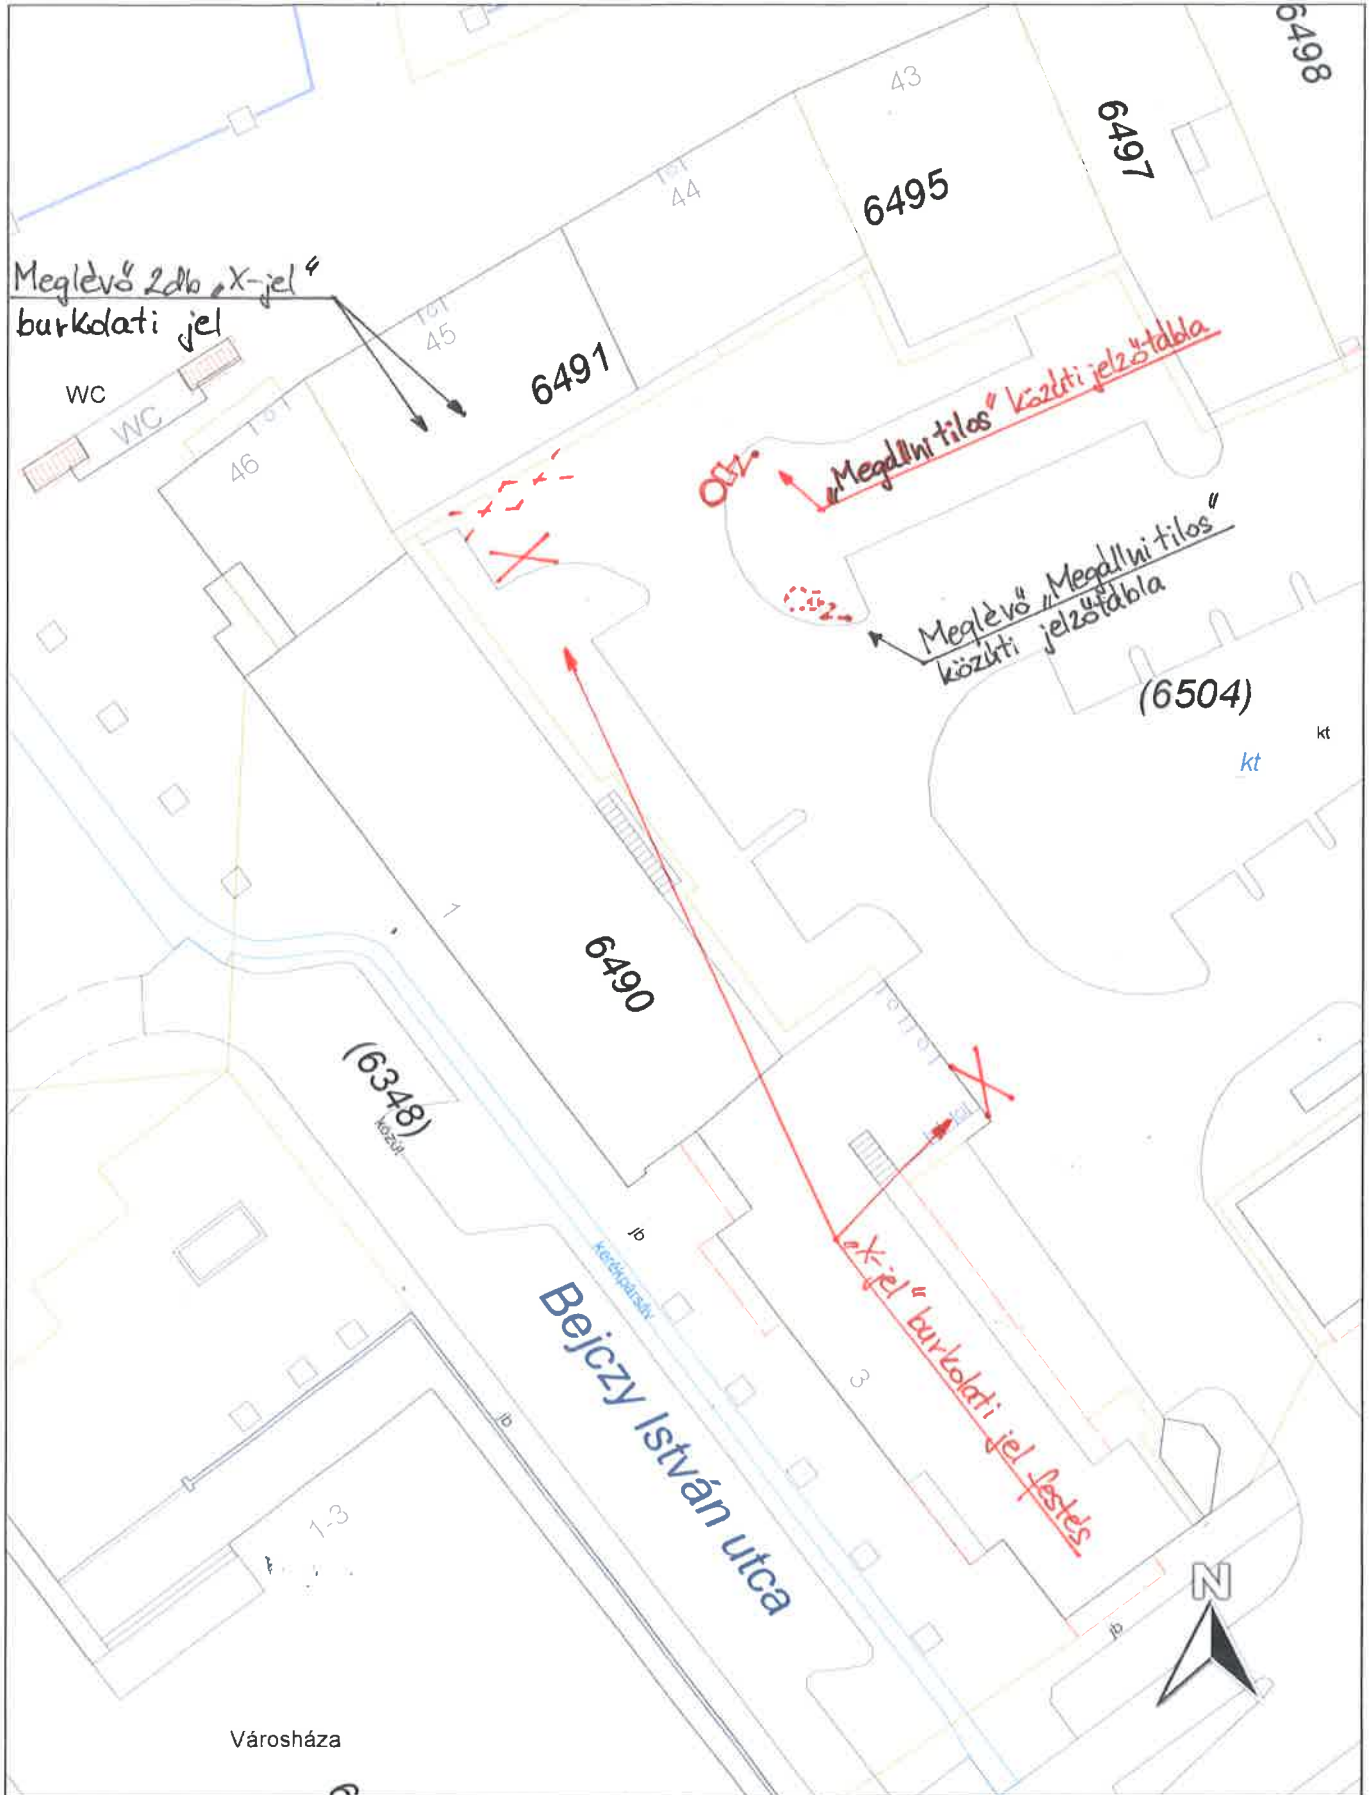 6498
43
6497
44
6495
Meglévő 2db „X-jel"
burkolati jel
45
6491
„Megállni tilos" közúti jelzőtábla
WC
WC
46
Meglévő „Megállni tilos"
közúti jelzőtábla
(6504)
kt
kt
1
6490
(6348)
közút
jb
kerékpársáv
Bejczy István utca
„X-jel" burkolati jel festés
3
jb
1-3
N
jb
Városháza